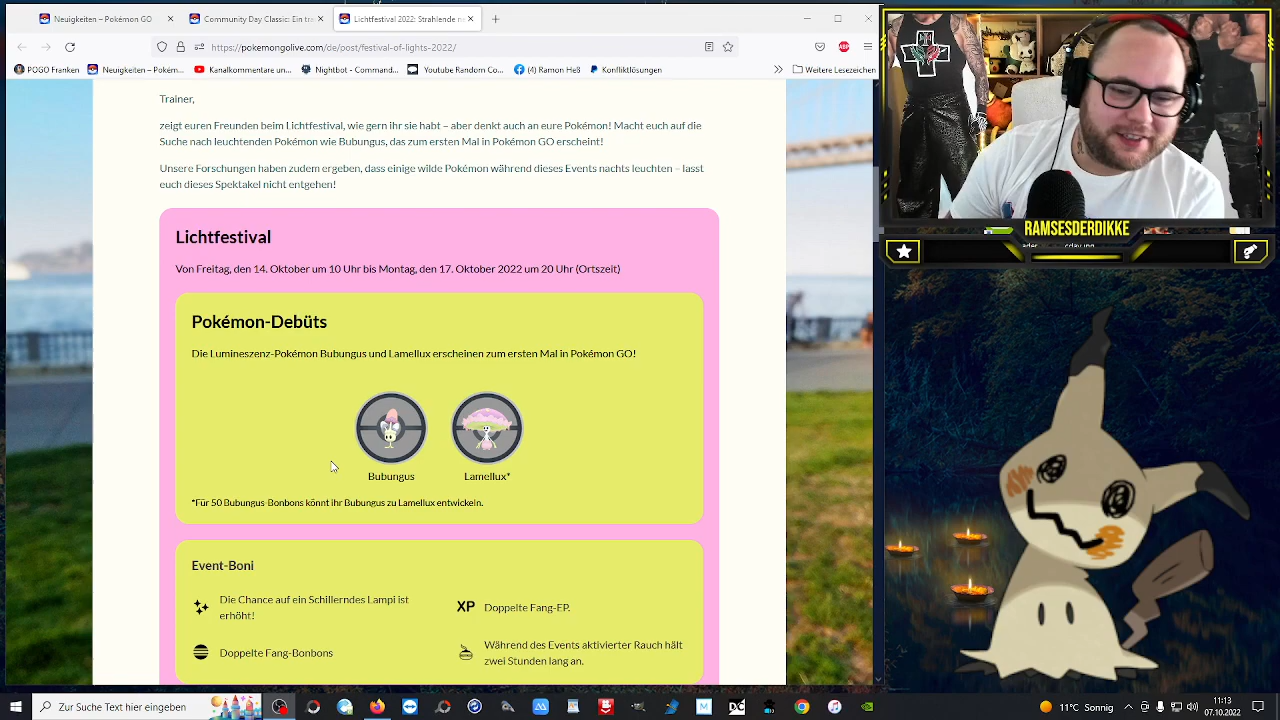 Neuigkeiten – Pokémon GO
Community Day Classic: Ein tra
Lichtfestival 2022: Strahlende ne
https://pokemongolive.com/de/post/festival-of-lights-2022/
ABP
POGO Franken
Neuigkeiten – Pokém...
Emailkommentare un...
Nightbot - Command...
Youtube Random Co...
(4) Ramon Heß
Konfliktlösungen
Weitere Lesezeichen
Trainer,
zeigt euren Freunden beim Lichtfestival, wie gern ihr sie habt – aber denkt auch an eure Pokémon! Macht euch auf die
Suche nach leuchtenden Pokémon wie Bubungus, das zum ersten Mal in Pokémon GO erscheint!
Unsere Forschungen haben zudem ergeben, dass einige wilde Pokémon während dieses Events nachts leuchten – lasst
euch dieses Spektakel nicht entgehen!
Lichtfestival
Von Freitag, den 14. Oktober um 10 Uhr bis Montag, den 17. Oktober 2022 um 20 Uhr (Ortszeit)
Pokémon-Debüts
Die Lumineszenz-Pokémon Bubungus und Lamellux erscheinen zum ersten Mal in Pokémon GO!
Bubungus
Lamellux*
*Für 50 Bubungus-Bonbons könnt ihr Bubungus zu Lamellux entwickeln.
Event-Boni
Die Chance auf ein Schillerndes Lampi ist
erhöht!
XP
Doppelte Fang-EP.
Doppelte Fang-Bonbons
Während des Events aktivierter Rauch hält
zwei Stunden lang an.
RAMSESDERDIKKE
Zur Suche Text hier eingeben
11°C Sonnig
11:13
07.10.2022